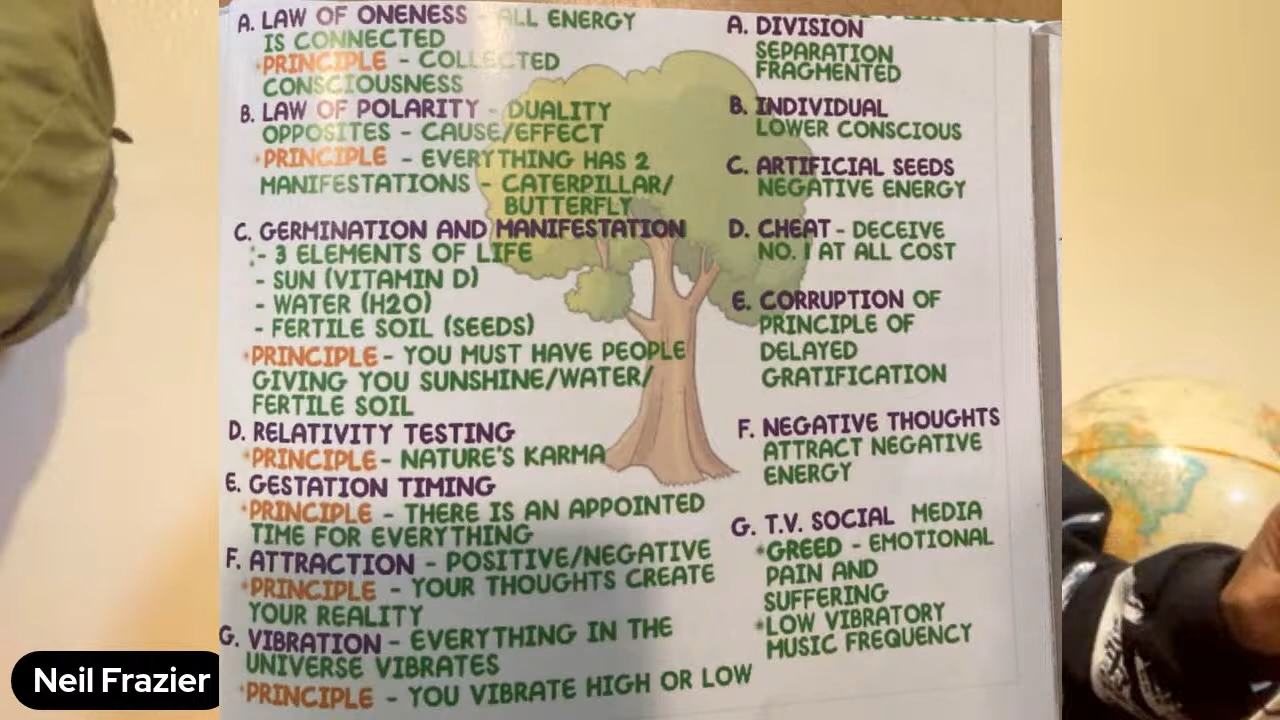 A. LAW OF ONENESS - ALL ENERGY
IS CONNECTED
*PRINCIPLE - COLLECTED
CONSCIOUSNESS
B. LAW OF POLARITY - DUALITY
OPPOSITES - CAUSE/EFFECT
*PRINCIPLE - EVERYTHING HAS 2
MANIFESTATIONS - CATERPILLAR/
BUTTERFLY
C. GERMINATION AND MANIFESTATION
:- 3 ELEMENTS OF LIFE
- SUN (VITAMIN D)
- WATER (H2O)
- FERTILE SOIL (SEEDS)
*PRINCIPLE - YOU MUST HAVE PEOPLE
GIVING YOU SUNSHINE/WATER/
FERTILE SOIL
D. RELATIVITY TESTING
*PRINCIPLE - NATURE'S KARMA
E. GESTATION TIMING
*PRINCIPLE - THERE IS AN APPOINTED
TIME FOR EVERYTHING
F. ATTRACTION - POSITIVE/NEGATIVE
*PRINCIPLE - YOUR THOUGHTS CREATE
YOUR REALITY
G. VIBRATION - EVERYTHING IN THE
UNIVERSE VIBRATES
*PRINCIPLE - YOU VIBRATE HIGH OR LOW
A. DIVISION
SEPARATION
FRAGMENTED
B. INDIVIDUAL
LOWER CONSCIOUS
C. ARTIFICIAL SEEDS
NEGATIVE ENERGY
D. CHEAT - DECEIVE
NO. 1 AT ALL COST
E. CORRUPTION OF
PRINCIPLE OF
DELAYED
GRATIFICATION
F. NEGATIVE THOUGHTS
ATTRACT NEGATIVE
ENERGY
G. T.V. SOCIAL MEDIA
*GREED - EMOTIONAL
PAIN AND
SUFFERING
*LOW VIBRATORY
MUSIC FREQUENCY
Neil Frazier